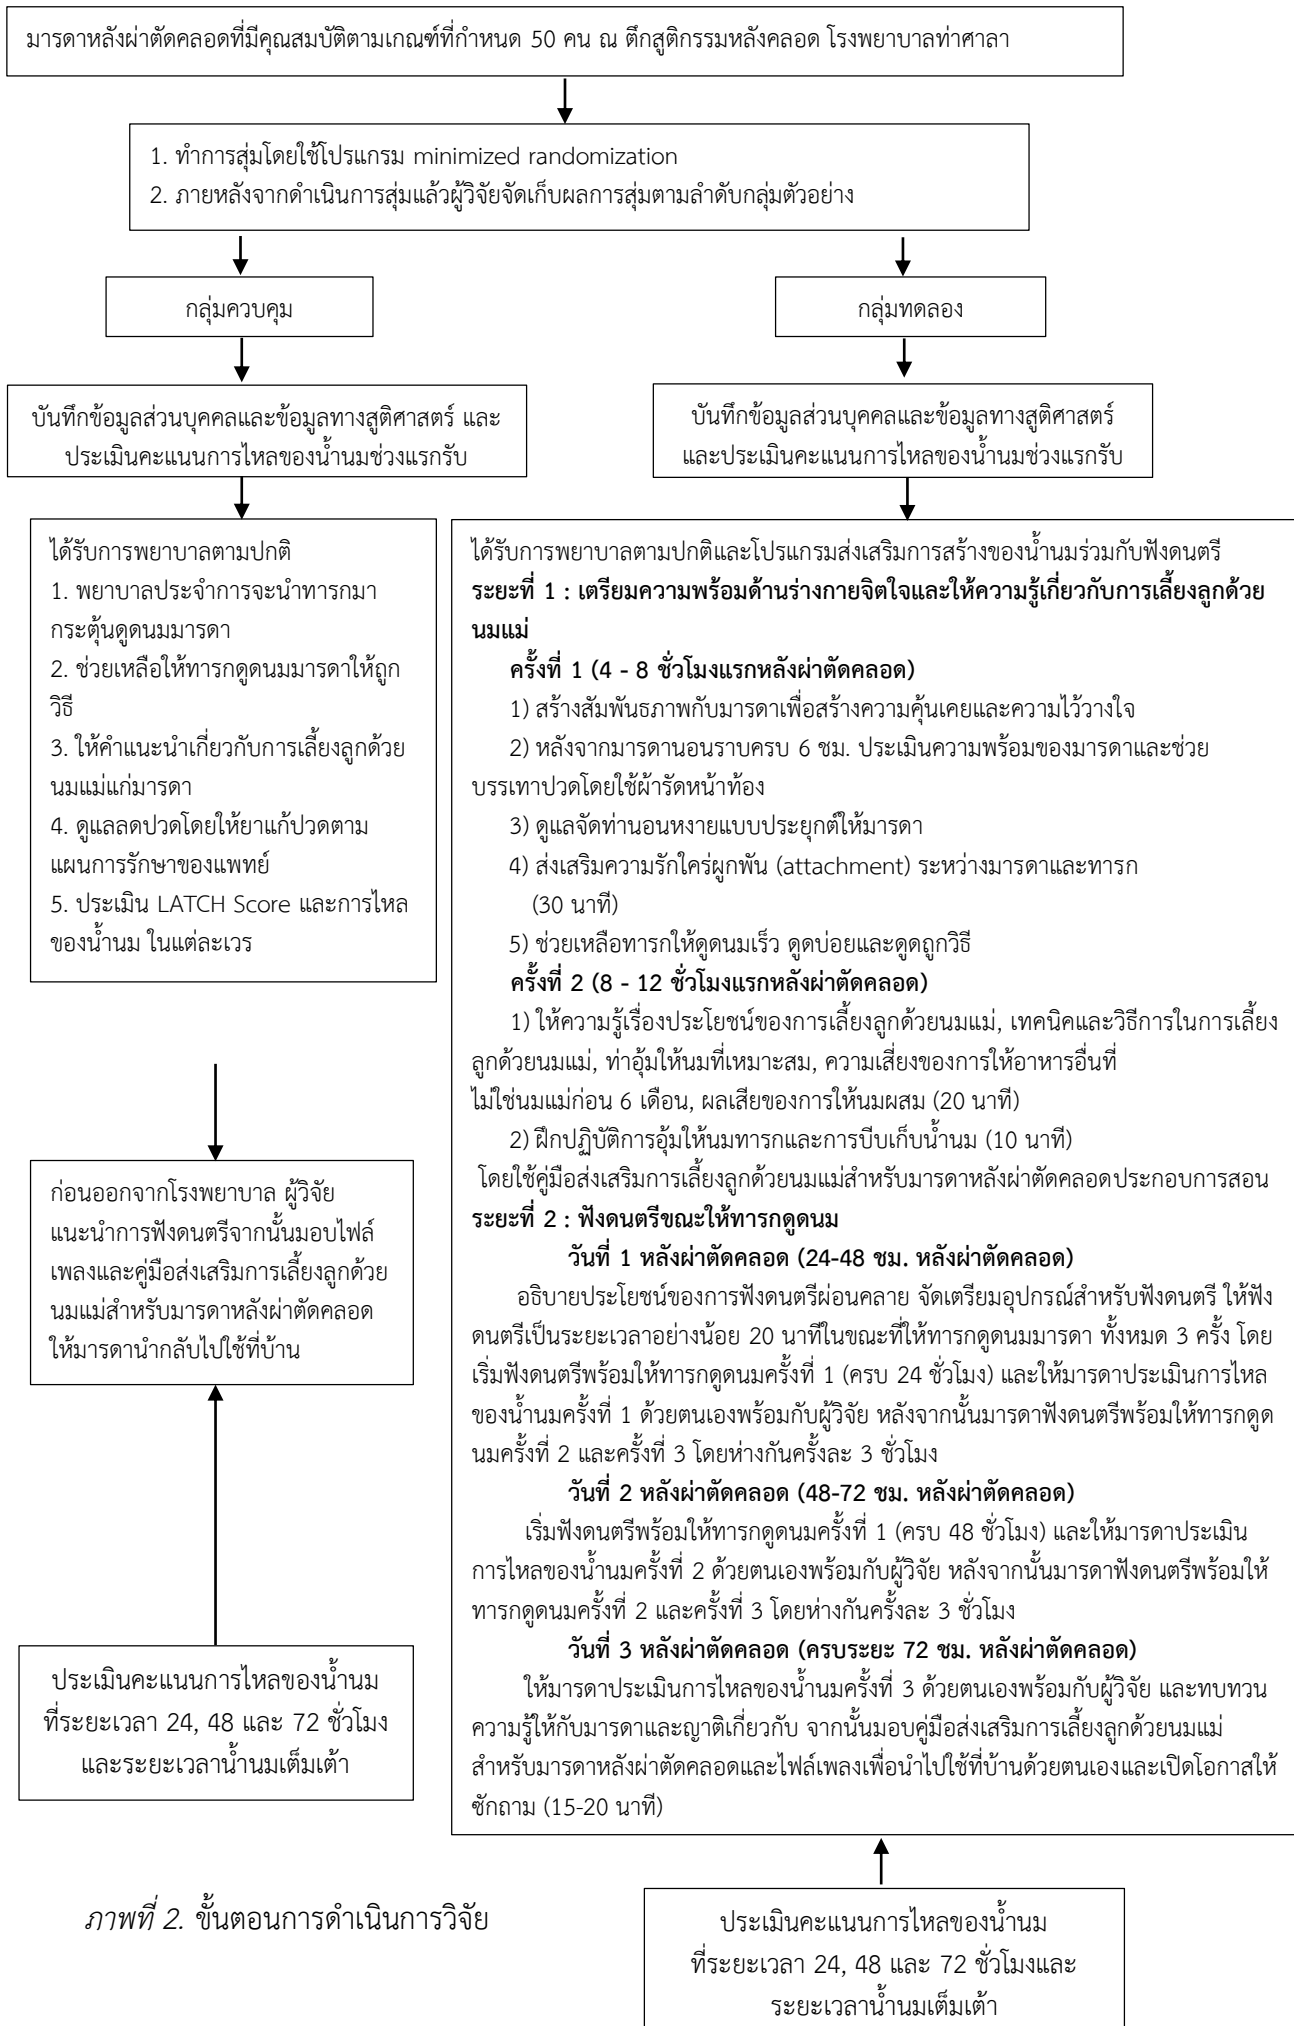 มารดาหลังผ่าตัดคลอดที่มีคุณสมบัติตามเกณฑ์ที่กำหนด 50 คน ณ ตึกสูติกรรมหลังคลอด โรงพยาบาลท่าศาลา
1. ทำการสุ่มโดยใช้โปรแกรม minimized randomization
2. ภายหลังจากดำเนินการสุ่มแล้วผู้วิจัยจัดเก็บผลการสุ่มตามลำดับกลุ่มตัวอย่าง
กลุ่มควบคุม
บันทึกข้อมูลส่วนบุคคลและข้อมูลทางสูติศาสตร์ และ
ประเมินคะแนนการไหลของน้ำนมช่วงแรกรับ
ได้รับการพยาบาลตามปกติ
1. พยาบาลประจำการจะนำทารกมา
กระตุ้นดูดนมมารดา
2. ช่วยเหลือให้ทารกดูดนมมารดาให้ถูก
วิธี
3. ให้คำแนะนำเกี่ยวกับการเลี้ยงลูกด้วย
นมแม่แก่มารดา
4. ดูแลลดปวดโดยให้ยาแก้ปวดตาม
แผนการรักษาของแพทย์
5. ประเมิน LATCH Score และการไหล
ของน้ำนม ในแต่ละเวร
ก่อนออกจากโรงพยาบาล ผู้วิจัย
แนะนำการฟังดนตรีจากนั้นมอบไฟล์
เพลงและคู่มือส่งเสริมการเลี้ยงลูกด้วย
นมแม่สำหรับมารดาหลังผ่าตัดคลอด
ให้มารดานำกลับไปใช้ที่บ้าน
ประเมินคะแนนการไหลของน้ำนม
ที่ระยะเวลา 24, 48 และ 72 ชั่วโมง
และระยะเวลาน้ำนมเต็มเต้า
กลุ่มทดลอง
บันทึกข้อมูลส่วนบุคคลและข้อมูลทางสูติศาสตร์
และประเมินคะแนนการไหลของน้ำนมช่วงแรกรับ
ได้รับการพยาบาลตามปกติและโปรแกรมส่งเสริมการสร้างของน้ำนมร่วมกับฟังดนตรี
ระยะที่ 1 : เตรียมความพร้อมด้านร่างกายจิตใจและให้ความรู้เกี่ยวกับการเลี้ยงลูกด้วย
นมแม่
ครั้งที่ 1 (4 - 8 ชั่วโมงแรกหลังผ่าตัดคลอด)
1) สร้างสัมพันธภาพกับมารดาเพื่อสร้างความคุ้นเคยและความไว้วางใจ
2) หลังจากมารดานอนราบครบ 6 ชม. ประเมินความพร้อมของมารดาและช่วย
บรรเทาปวดโดยใช้ผ้ารัดหน้าท้อง
3) ดูแลจัดท่านอนหงายแบบประยุกต์ให้มารดา
4) ส่งเสริมความรักใคร่ผูกพัน (attachment) ระหว่างมารดาและทารก
(30 นาที)
5) ช่วยเหลือทารกให้ดูดนมเร็ว ดูดบ่อยและดูดถูกวิธี
ครั้งที่ 2 (8 - 12 ชั่วโมงแรกหลังผ่าตัดคลอด)
1) ให้ความรู้เรื่องประโยชน์ของการเลี้ยงลูกด้วยนมแม่, เทคนิคและวิธีการในการเลี้ยง
ลูกด้วยนมแม่, ท่าอุ้มให้นมที่เหมาะสม, ความเสี่ยงของการให้อาหารอื่นที่
ไม่ใช่นมแม่ก่อน 6 เดือน, ผลเสียของการให้นมผสม (20 นาที)
2) ฝึกปฏิบัติการอุ้มให้นมทารกและการบีบเก็บน้ำนม (10 นาที)
โดยใช้คู่มือส่งเสริมการเลี้ยงลูกด้วยนมแม่สำหรับมารดาหลังผ่าตัดคลอดประกอบการสอน
ระยะที่ 2 : ฟังดนตรีขณะให้ทารกดูดนม
วันที่ 1 หลังผ่าตัดคลอด (24-48 ชม. หลังผ่าตัดคลอด)
อธิบายประโยชน์ของการฟังดนตรีผ่อนคลาย จัดเตรียมอุปกรณ์สำหรับฟังดนตรี ให้ฟัง
ดนตรีเป็นระยะเวลาอย่างน้อย 20 นาทีในขณะที่ให้ทารกดูดนมมารดา ทั้งหมด 3 ครั้ง โดย
เริ่มฟังดนตรีพร้อมให้ทารกดูดนมครั้งที่ 1 (ครบ 24 ชั่วโมง) และให้มารดาประเมินการไหล
ของน้ำนมครั้งที่ 1 ด้วยตนเองพร้อมกับผู้วิจัย หลังจากนั้นมารดาฟังดนตรีพร้อมให้ทารกดูด
นมครั้งที่ 2 และครั้งที่ 3 โดยห่างกันครั้งละ 3 ชั่วโมง
วันที่ 2 หลังผ่าตัดคลอด (48-72 ชม. หลังผ่าตัดคลอด)
เริ่มฟังดนตรีพร้อมให้ทารกดูดนมครั้งที่ 1 (ครบ 48 ชั่วโมง) และให้มารดาประเมิน
การไหลของน้ำนมครั้งที่ 2 ด้วยตนเองพร้อมกับผู้วิจัย หลังจากนั้นมารดาฟังดนตรีพร้อมให้
ทารกดูดนมครั้งที่ 2 และครั้งที่ 3 โดยห่างกันครั้งละ 3 ชั่วโมง
วันที่ 3 หลังผ่าตัดคลอด (ครบระยะ 72 ชม. หลังผ่าตัดคลอด)
ให้มารดาประเมินการไหลของน้ำนมครั้งที่ 3 ด้วยตนเองพร้อมกับผู้วิจัย และทบทวน
ความรู้ให้กับมารดาและญาติเกี่ยวกับ จากนั้นมอบคู่มือส่งเสริมการเลี้ยงลูกด้วยนมแม่
สำหรับมารดาหลังผ่าตัดคลอดและไฟล์เพลงเพื่อนำไปใช้ที่บ้านด้วยตนเองและเปิดโอกาสให้
ซักถาม (15-20 นาที)
ประเมินคะแนนการไหลของน้ำนม
ที่ระยะเวลา 24, 48 และ 72 ชั่วโมงและ
ระยะเวลาน้ำนมเต็มเต้า
ภาพที่ 2. ขั้นตอนการดำเนินการวิจัย